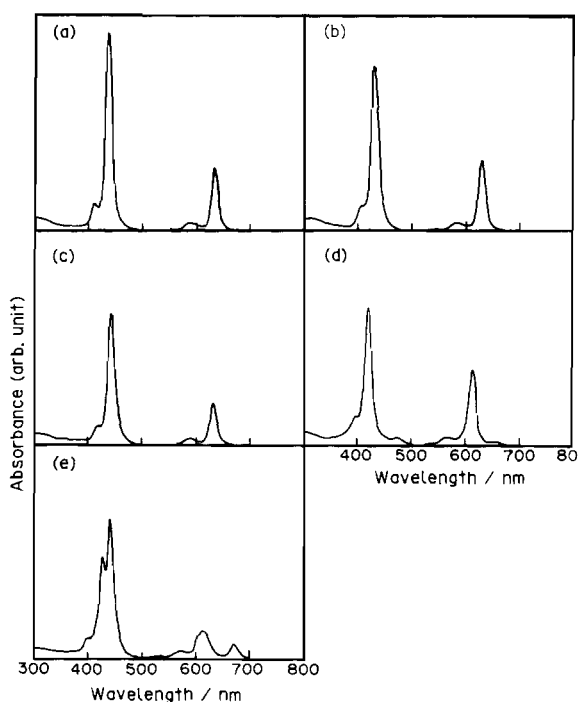 (a)
(b)
(c)
(d)
400 500 600 700 80
Wavelength / nm
(e)
300 400 500 600 700 800
Wavelength / nm
Absorbance (arb. unit)